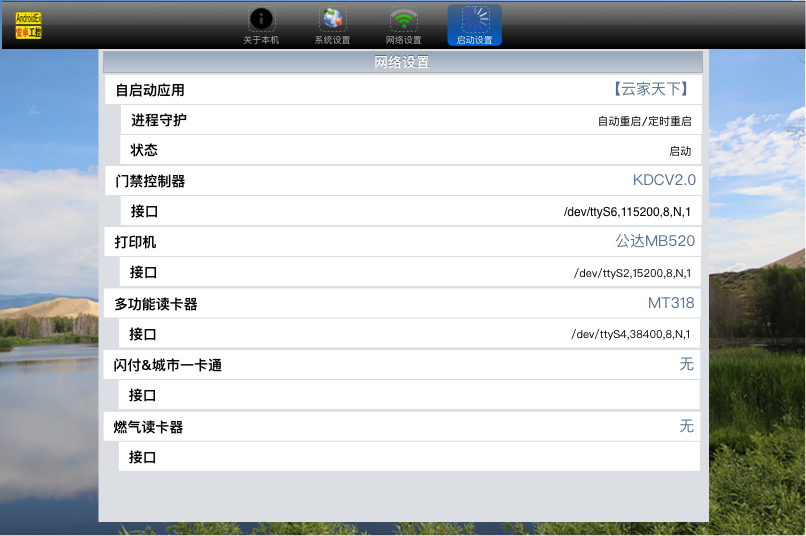 AndroidEi
安卓工控
关于本机
系统设置
网络设置
启动设置
网络设置
自启动应用 【云家天下】
进程守护 自动重启/定时重启
状态 启动
门禁控制器 KDCV2.0
接口 /dev/ttyS6,115200,8,N,1
打印机 公达MB520
接口 /dev/ttyS2,15200,8,N,1
多功能读卡器 MT318
接口 /dev/ttyS4,38400,8,N,1
闪付&城市一卡通 无
接口
燃气读卡器 无
接口